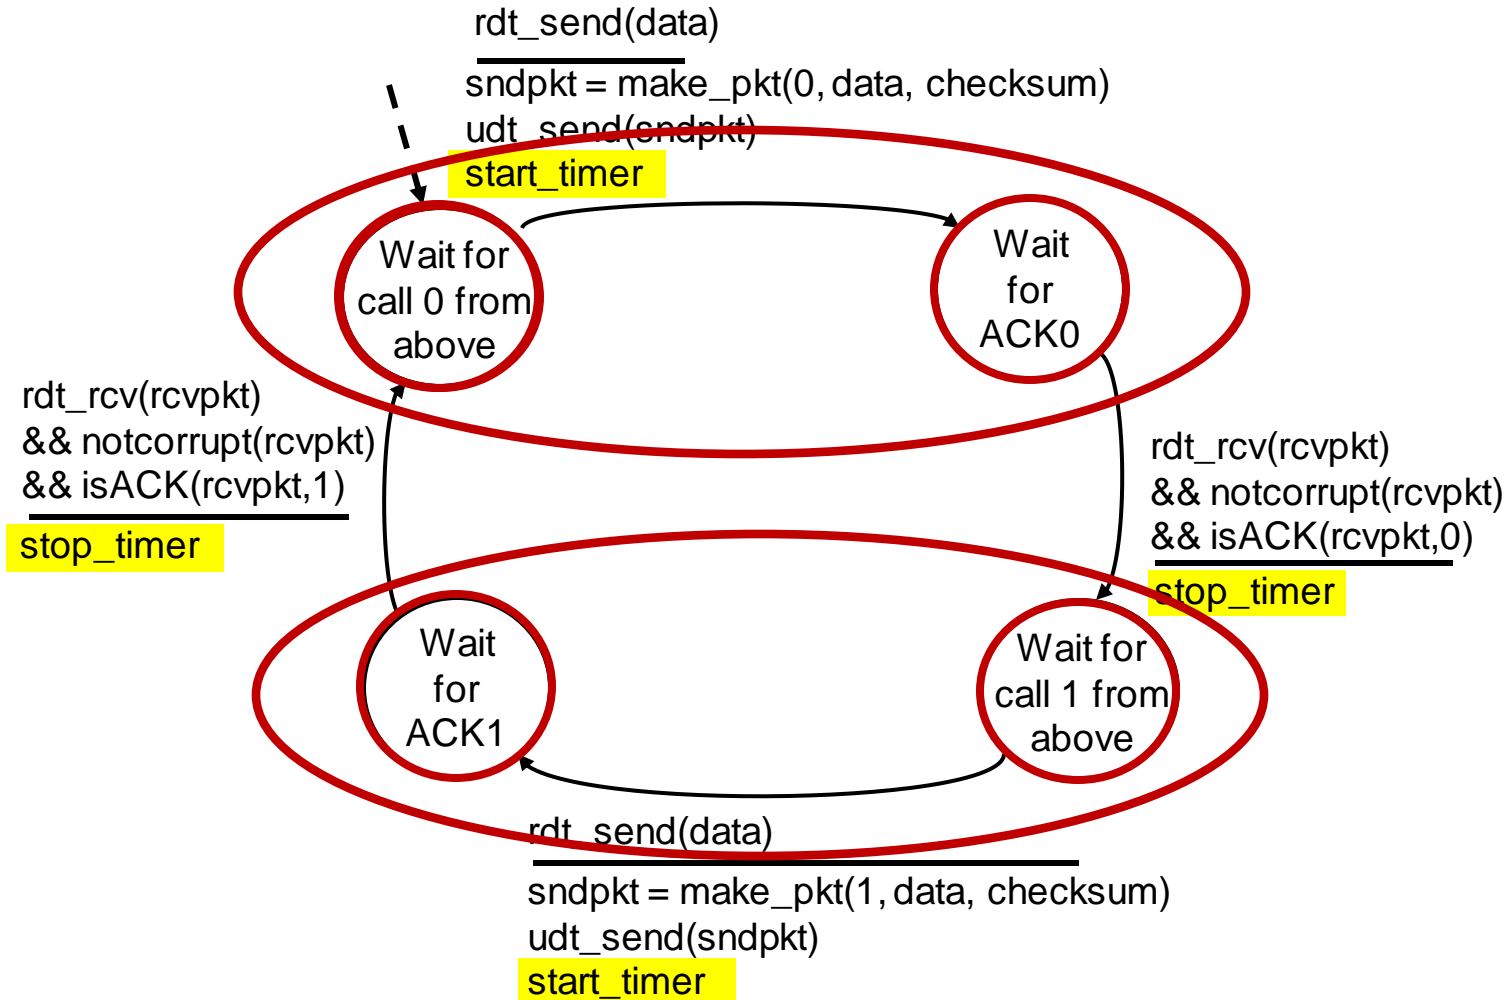 rdt_send(data)
sndpkt = make_pkt(0, data, checksum)
udt_send(sndpkt)
start_timer
Wait for
call 0 from
above
Wait
for
ACK0
rdt_rcv(rcvpkt)
&& notcorrupt(rcvpkt)
&& isACK(rcvpkt,1)
stop_timer
rdt_rcv(rcvpkt)
&& notcorrupt(rcvpkt)
&& isACK(rcvpkt,0)
stop_timer
Wait
for
ACK1
Wait for
call 1 from
above
rdt_send(data)
sndpkt = make_pkt(1, data, checksum)
udt_send(sndpkt)
start_timer